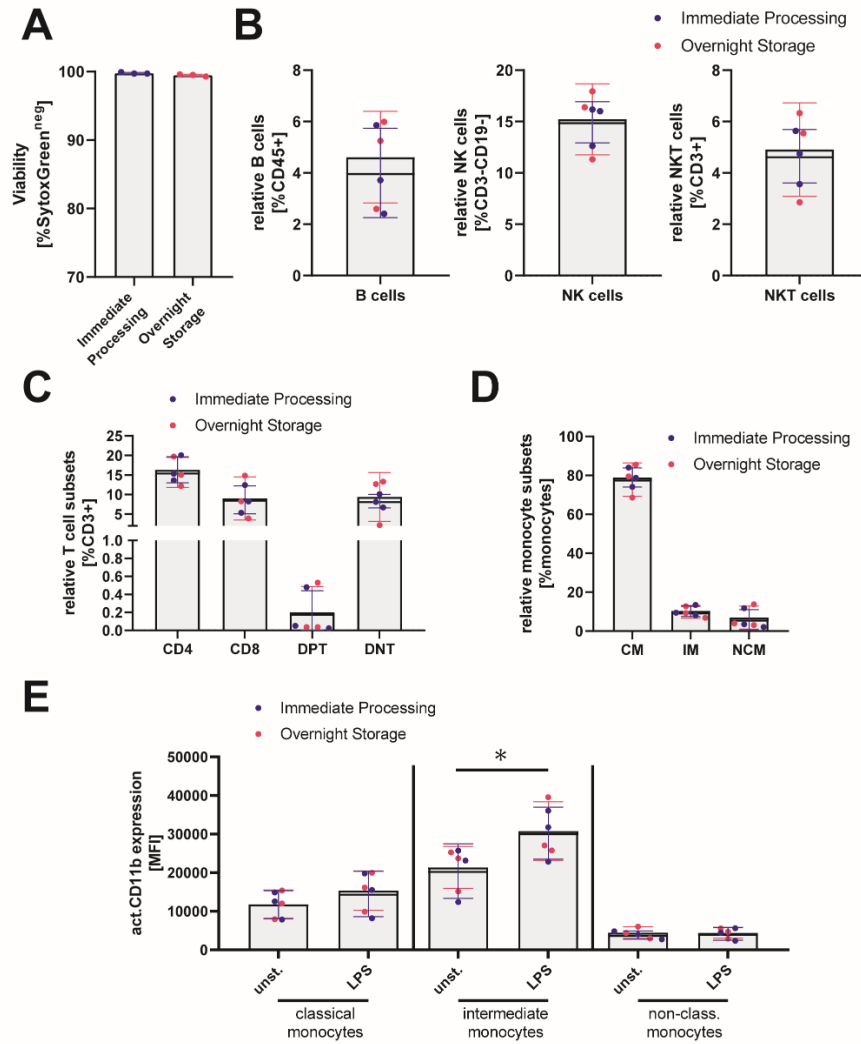 A
Viability
[%SytoxGreenneg]
100
90
80
70
Immediate
Processing
Overnight
Storage
B
Immediate Processing
Overnight Storage
relative B cells
[%CD45+]
8
6
4
2
0
B cells
relative NK cells
[%CD3-CD19-]
20
15
10
5
0
NK cells
relative NKT cells
[%CD3+]
8
6
4
2
0
NKT cells
C
Immediate Processing
Overnight Storage
relative T cell subsets
[%CD3+]
25
20
15
10
5
1.0
0.8
0.6
0.4
0.2
0.0
CD4
CD8
DPT
DNT
D
Immediate Processing
Overnight Storage
relative monocyte subsets
[%monocytes]
100
80
60
40
20
0
CM
IM
NCM
E
Immediate Processing
Overnight Storage
act.CD11b expression
[MFI]
50000
40000
30000
20000
10000
0
*
unst.
LPS
unst.
LPS
unst.
LPS
classical
monocytes
intermediate
monocytes
non-class.
monocytes